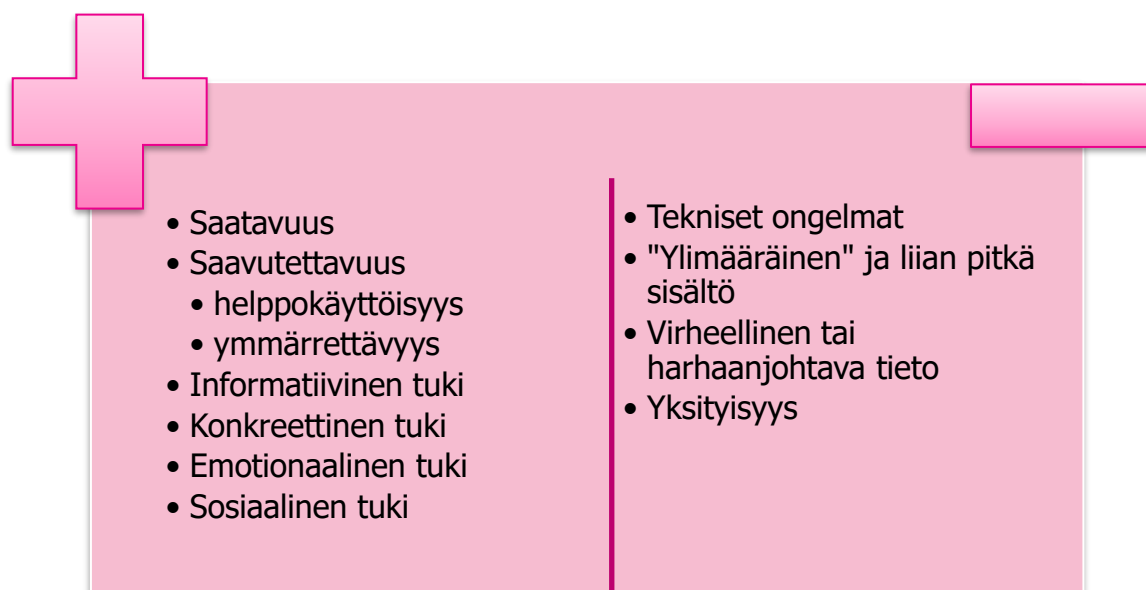 • Saatavuus
• Saavutettavuus
• helppokäyttöisyys
• ymmärrettävyys
• Informatiivinen tuki
• Konkreettinen tuki
• Emotionaalinen tuki
• Sosiaalinen tuki
• Tekniset ongelmat
• "Ylimääräinen" ja liian pitkä
sisältö
• Virheellinen tai
harhaanjohtava tieto
• Yksityisyys